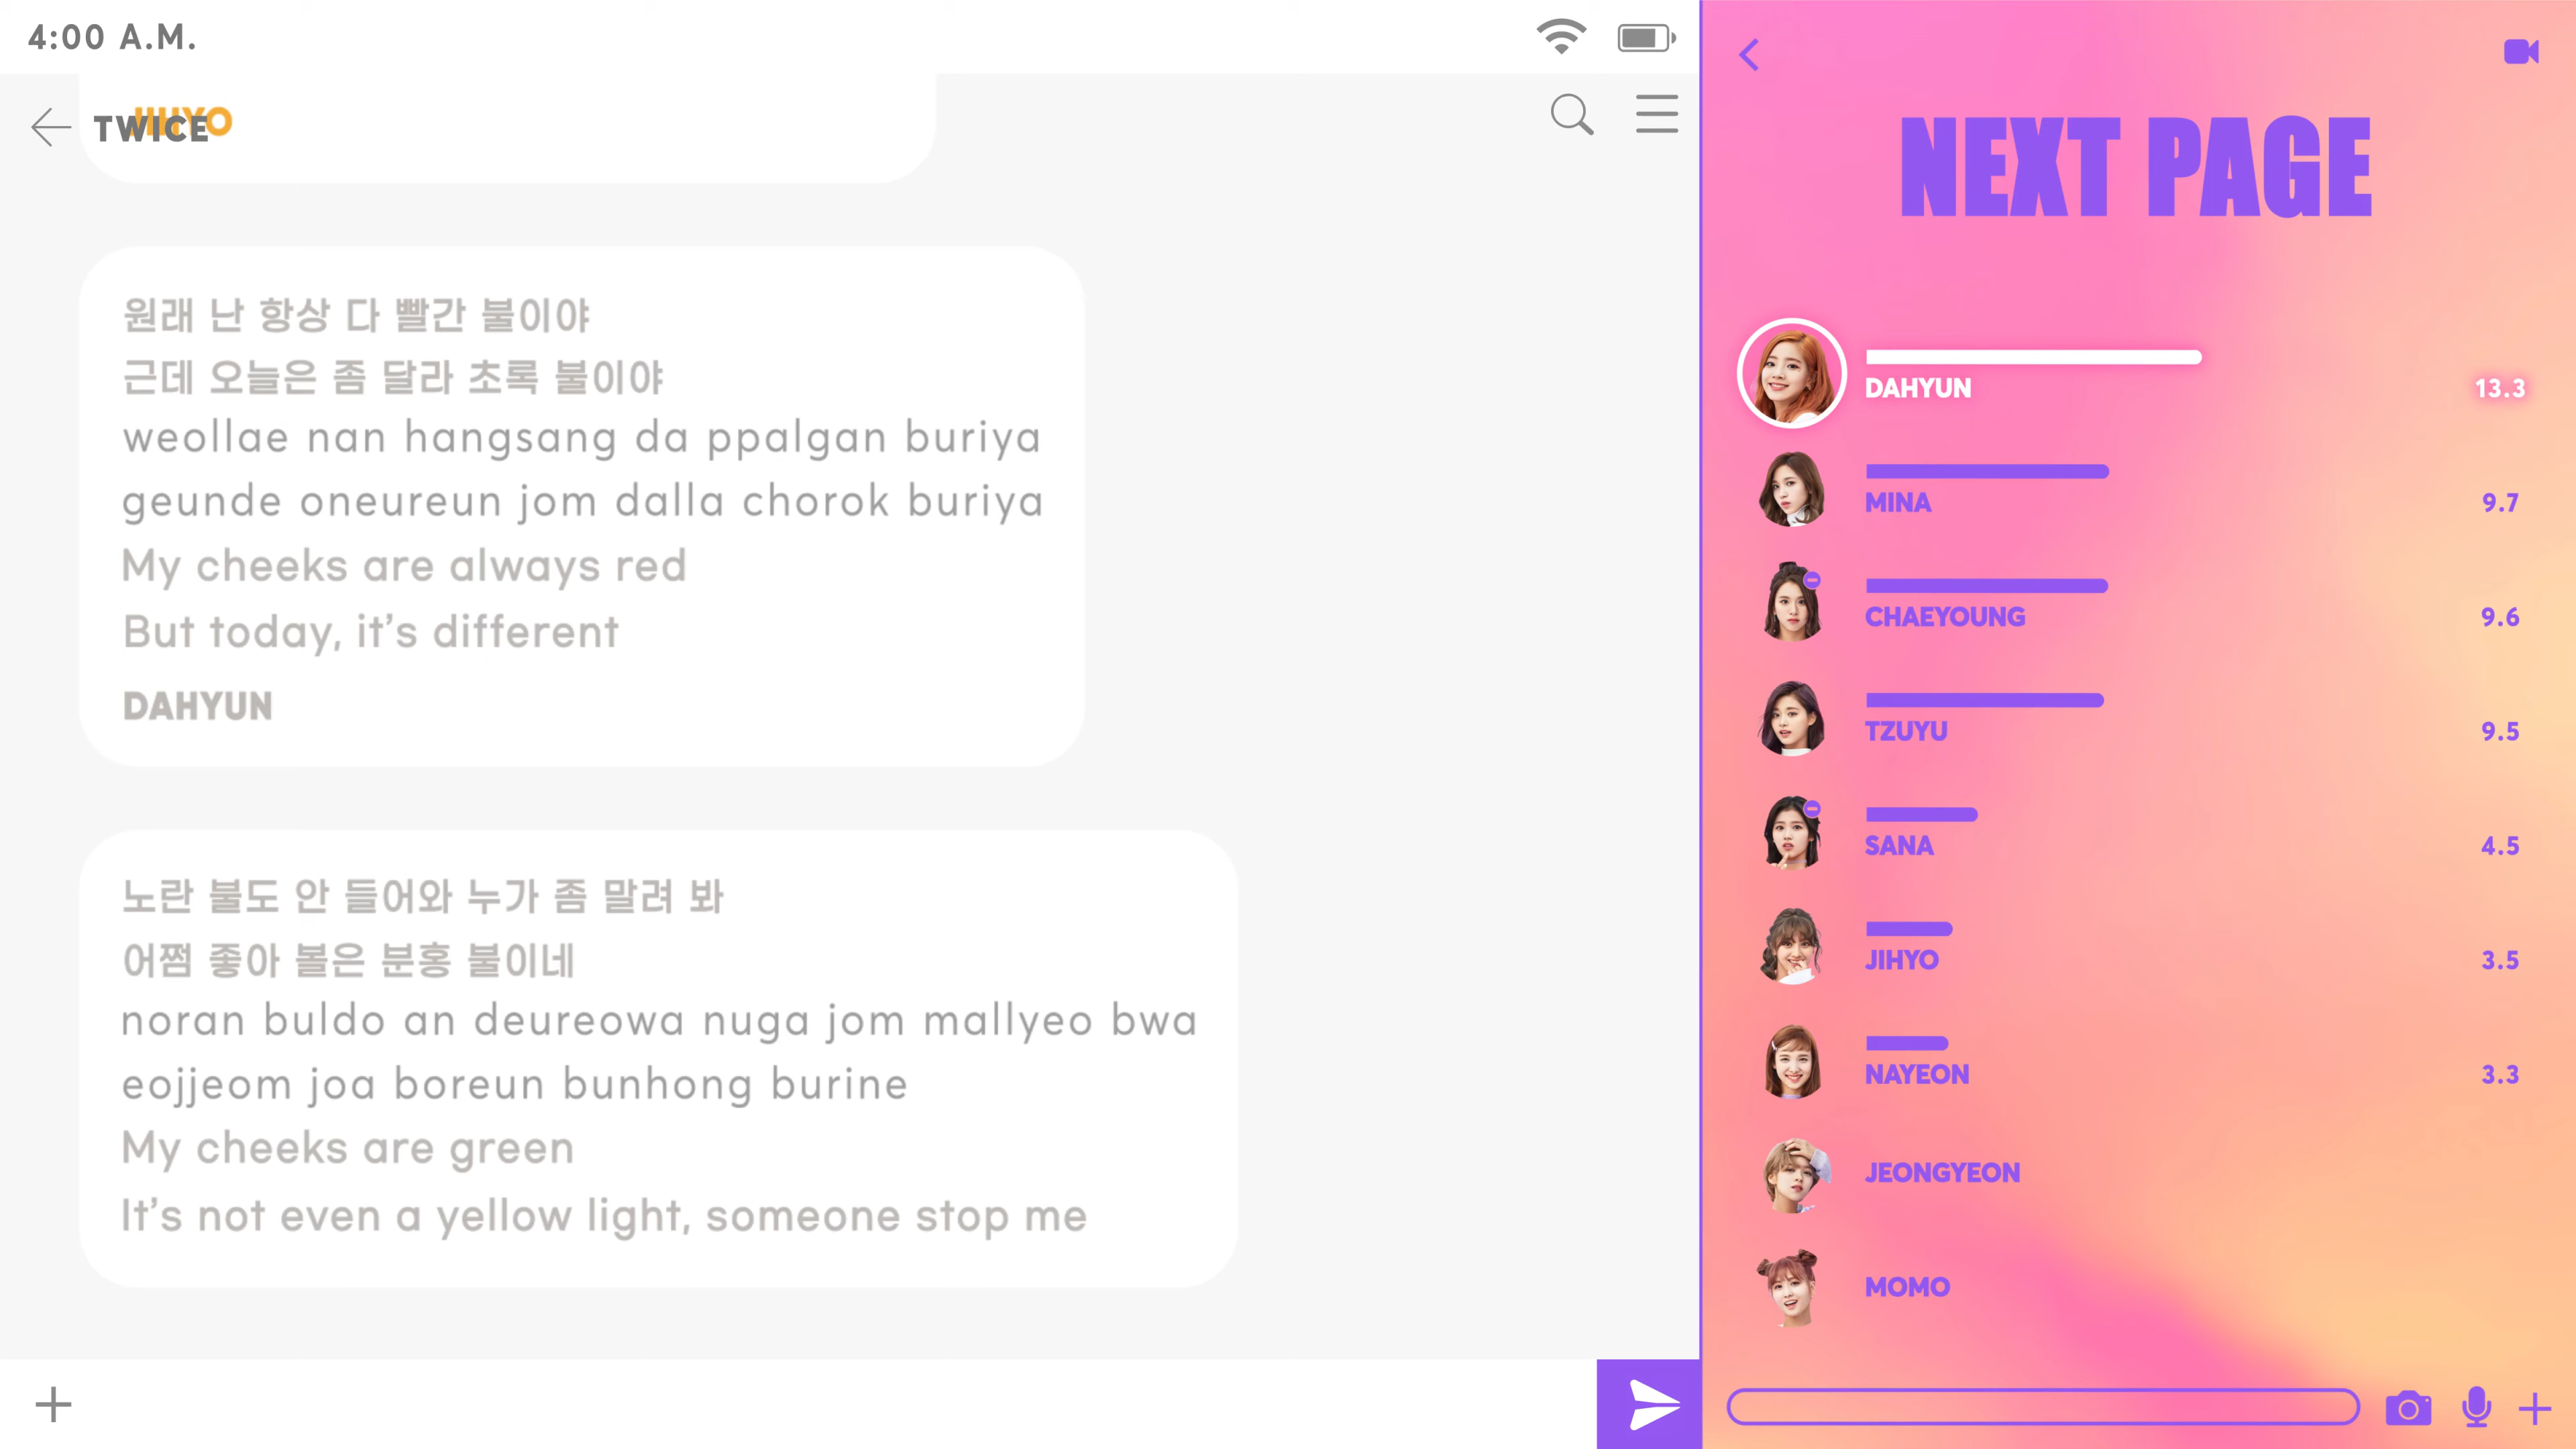 4:00 A.M.
JIHYO
TWICE
원래 난 항상 다 빨간 불이야
근데 오늘은 좀 달라 초록 불이야
weollae nan hangsang da ppalgan buriya
geunde oneureun jom dalla chorok buriya
My cheeks are always red
But today, it's different
DAHYUN
노란 불도 안 들어와 누가 좀 말려 봐
어쩜 좋아 볼은 분홍 불이네
noran buldo an deureowa nuga jom mallyeo bwa
eojjeom joa boreun bunhong burine
My cheeks are green
It's not even a yellow light, someone stop me
NEXT PAGE
DAHYUN 13.3
MINA 9.7
CHAEYOUNG 9.6
TZUYU 9.5
SANA 4.5
JIHYO 3.5
NAYEON 3.3
JEONGYEON
MOMO